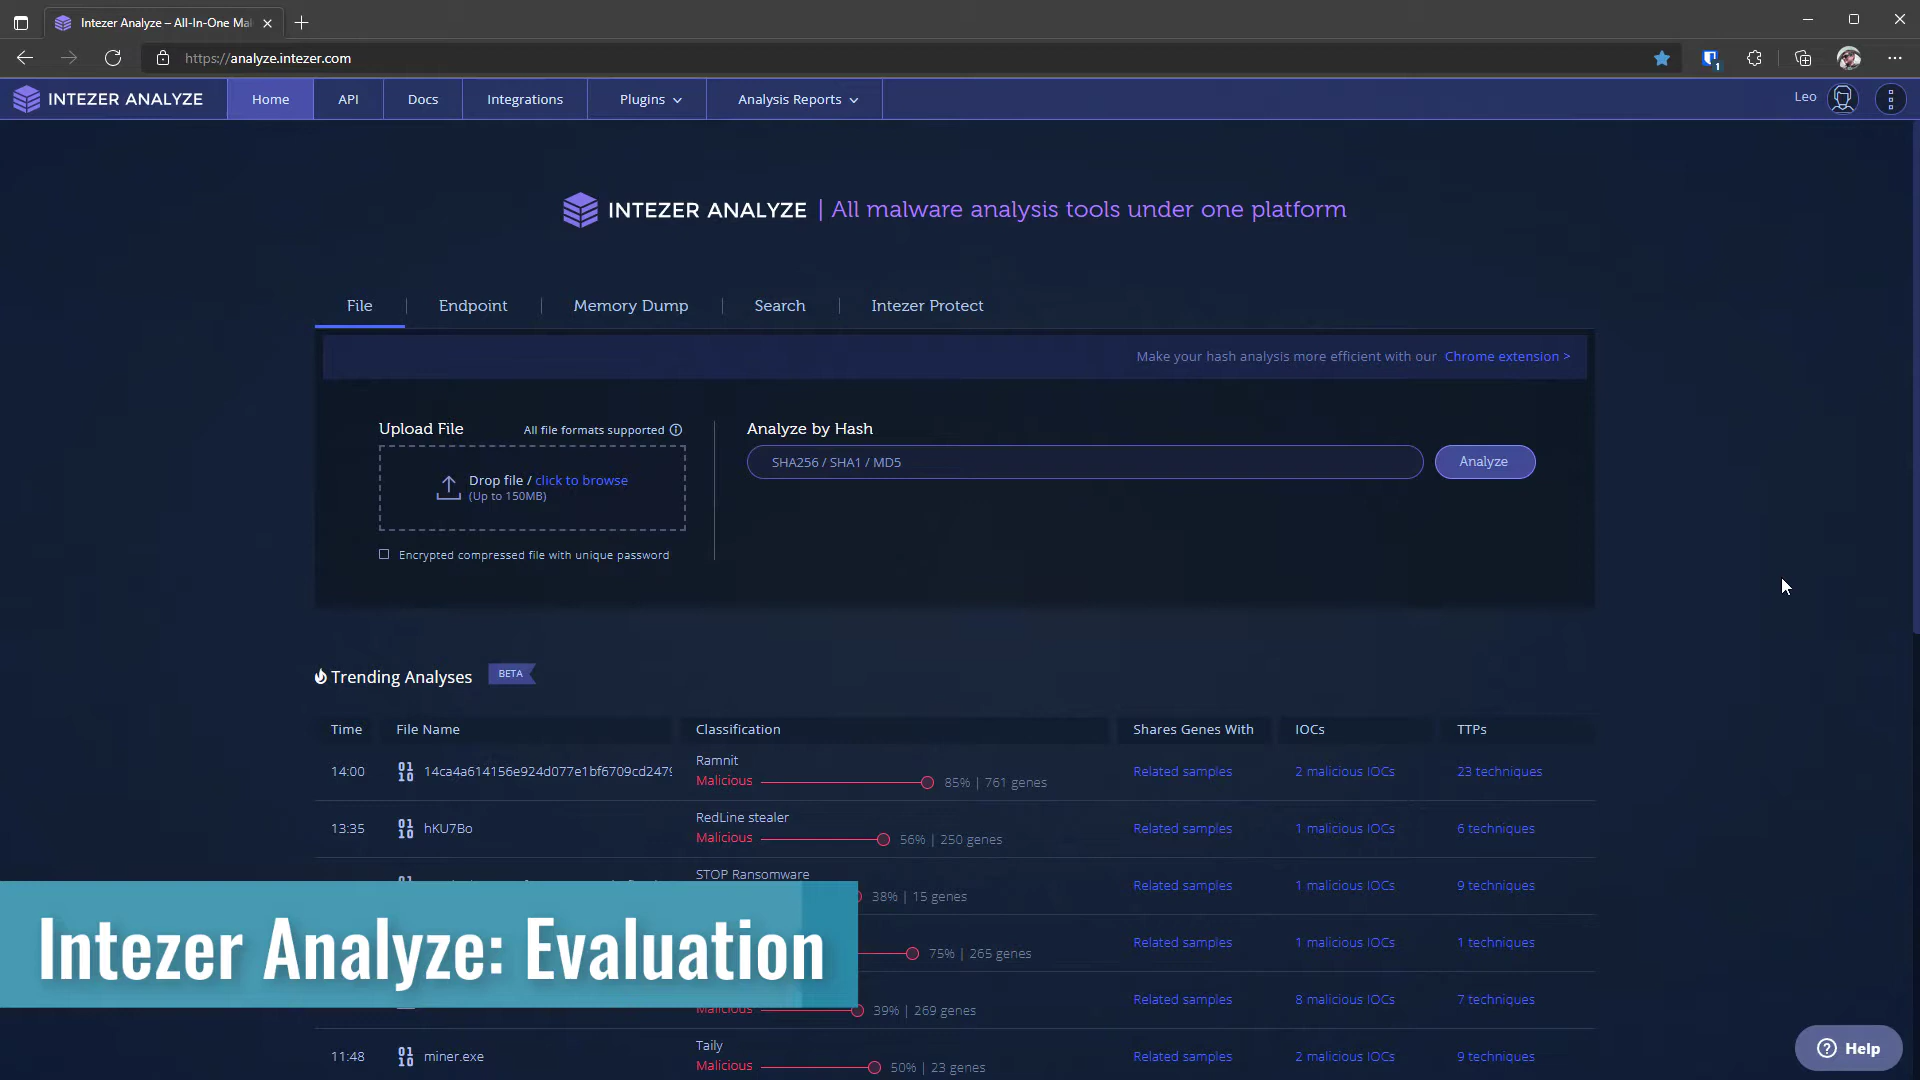 Intezer Analyze – All-In-One Ma
https://analyze.intezer.com
1
INTEZER ANALYZE
Home
API
Docs
Integrations
Plugins
Analysis Reports
Leo
INTEZER ANALYZE | All malware analysis tools under one platform
File
Endpoint
Memory Dump
Search
Intezer Protect
Make your hash analysis more efficient with our Chrome extension >
Upload File
All file formats supported
Drop file / click to browse
(Up to 150MB)
Encrypted compressed file with unique password
Analyze by Hash
SHA256 / SHA1 / MD5
Analyze
Trending Analyses
BETA
Time File Name Classification Shares Genes With IOCs TTPs
Ramnit
14:00 14ca4a614156e924d077e1bf6709cd247 Malicious 85% | 761 genes Related samples 2 malicious IOCs 23 techniques
RedLine stealer
13:35 hKU7Bo Malicious 56% | 250 genes Related samples 1 malicious IOCs 6 techniques
STOP Ransomware
38% | 15 genes Related samples 1 malicious IOCs 9 techniques
75% | 265 genes Related samples 1 malicious IOCs 1 techniques
Malicious 39% | 269 genes Related samples 8 malicious IOCs 7 techniques
Taily
11:48 miner.exe Malicious 50% | 23 genes Related samples 2 malicious IOCs 9 techniques
Intezer Analyze: Evaluation
Help